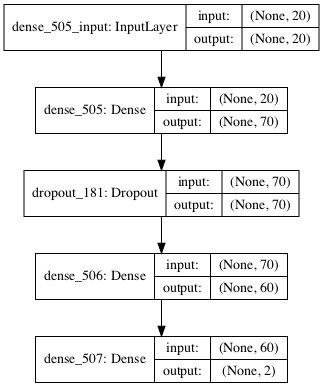 dense_505_input: InputLayer
input: (None, 20)
output: (None, 20)
dense_505: Dense
input: (None, 20)
output: (None, 70)
dropout_181: Dropout
input: (None, 70)
output: (None, 70)
dense_506: Dense
input: (None, 70)
output: (None, 60)
dense_507: Dense
input: (None, 60)
output: (None, 2)